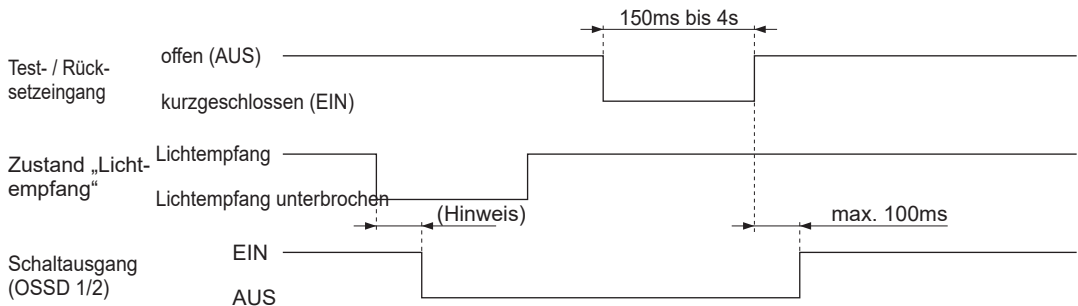 150ms bis 4s
Test- / Rück-
setzeingang
offen (AUS)
kurzgeschlossen (EIN)
Zustand „Licht-
empfang“
Lichtempfang
Lichtempfang unterbrochen
(Hinweis)
max. 100ms
Schaltausgang
(OSSD 1/2)
EIN
AUS